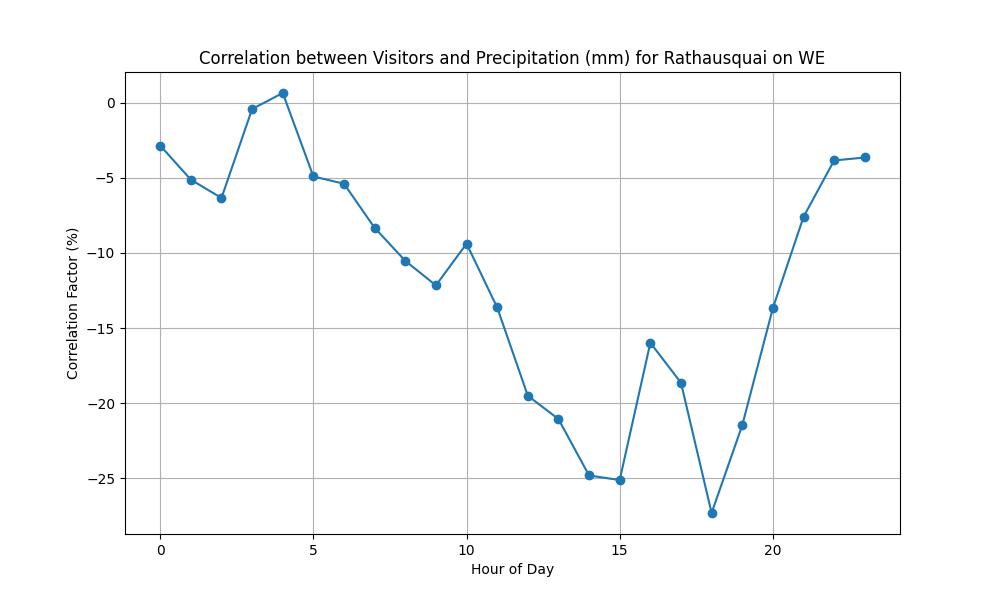 Correlation between Visitors and Precipitation (mm) for Rathausquai on WE
Correlation Factor (%)
0
−5
−10
−15
−20
−25
0 5 10 15 20
Hour of Day